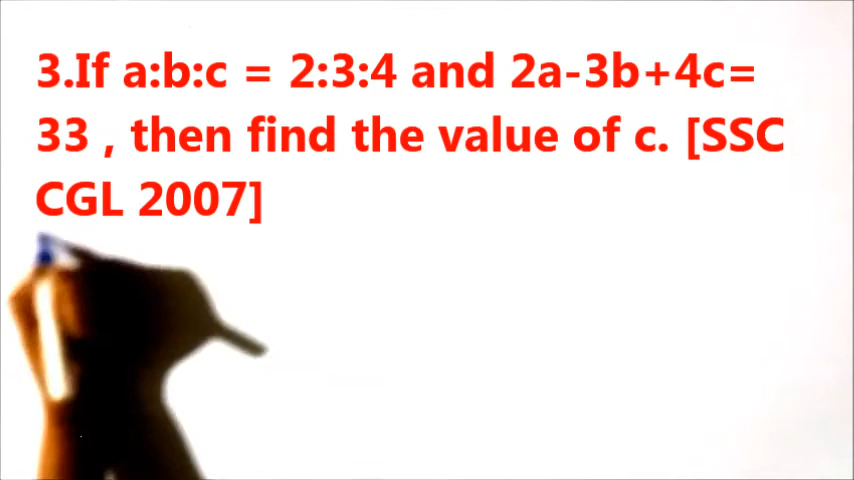 3.If a:b:c = 2:3:4 and 2a-3b+4c=
33 , then find the value of c. [SSC
CGL 2007]